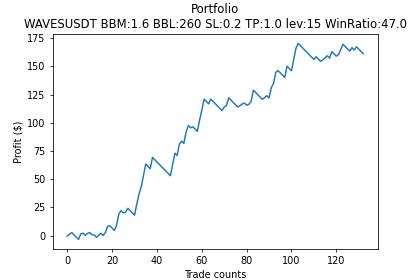 Portfolio
WAVESUSDT BBM:1.6 BBL:260 SL:0.2 TP:1.0 lev:15 WinRatio:47.0
175
150
125
100
75
50
25
0
Profit ($)
0 20 40 60 80 100 120
Trade counts